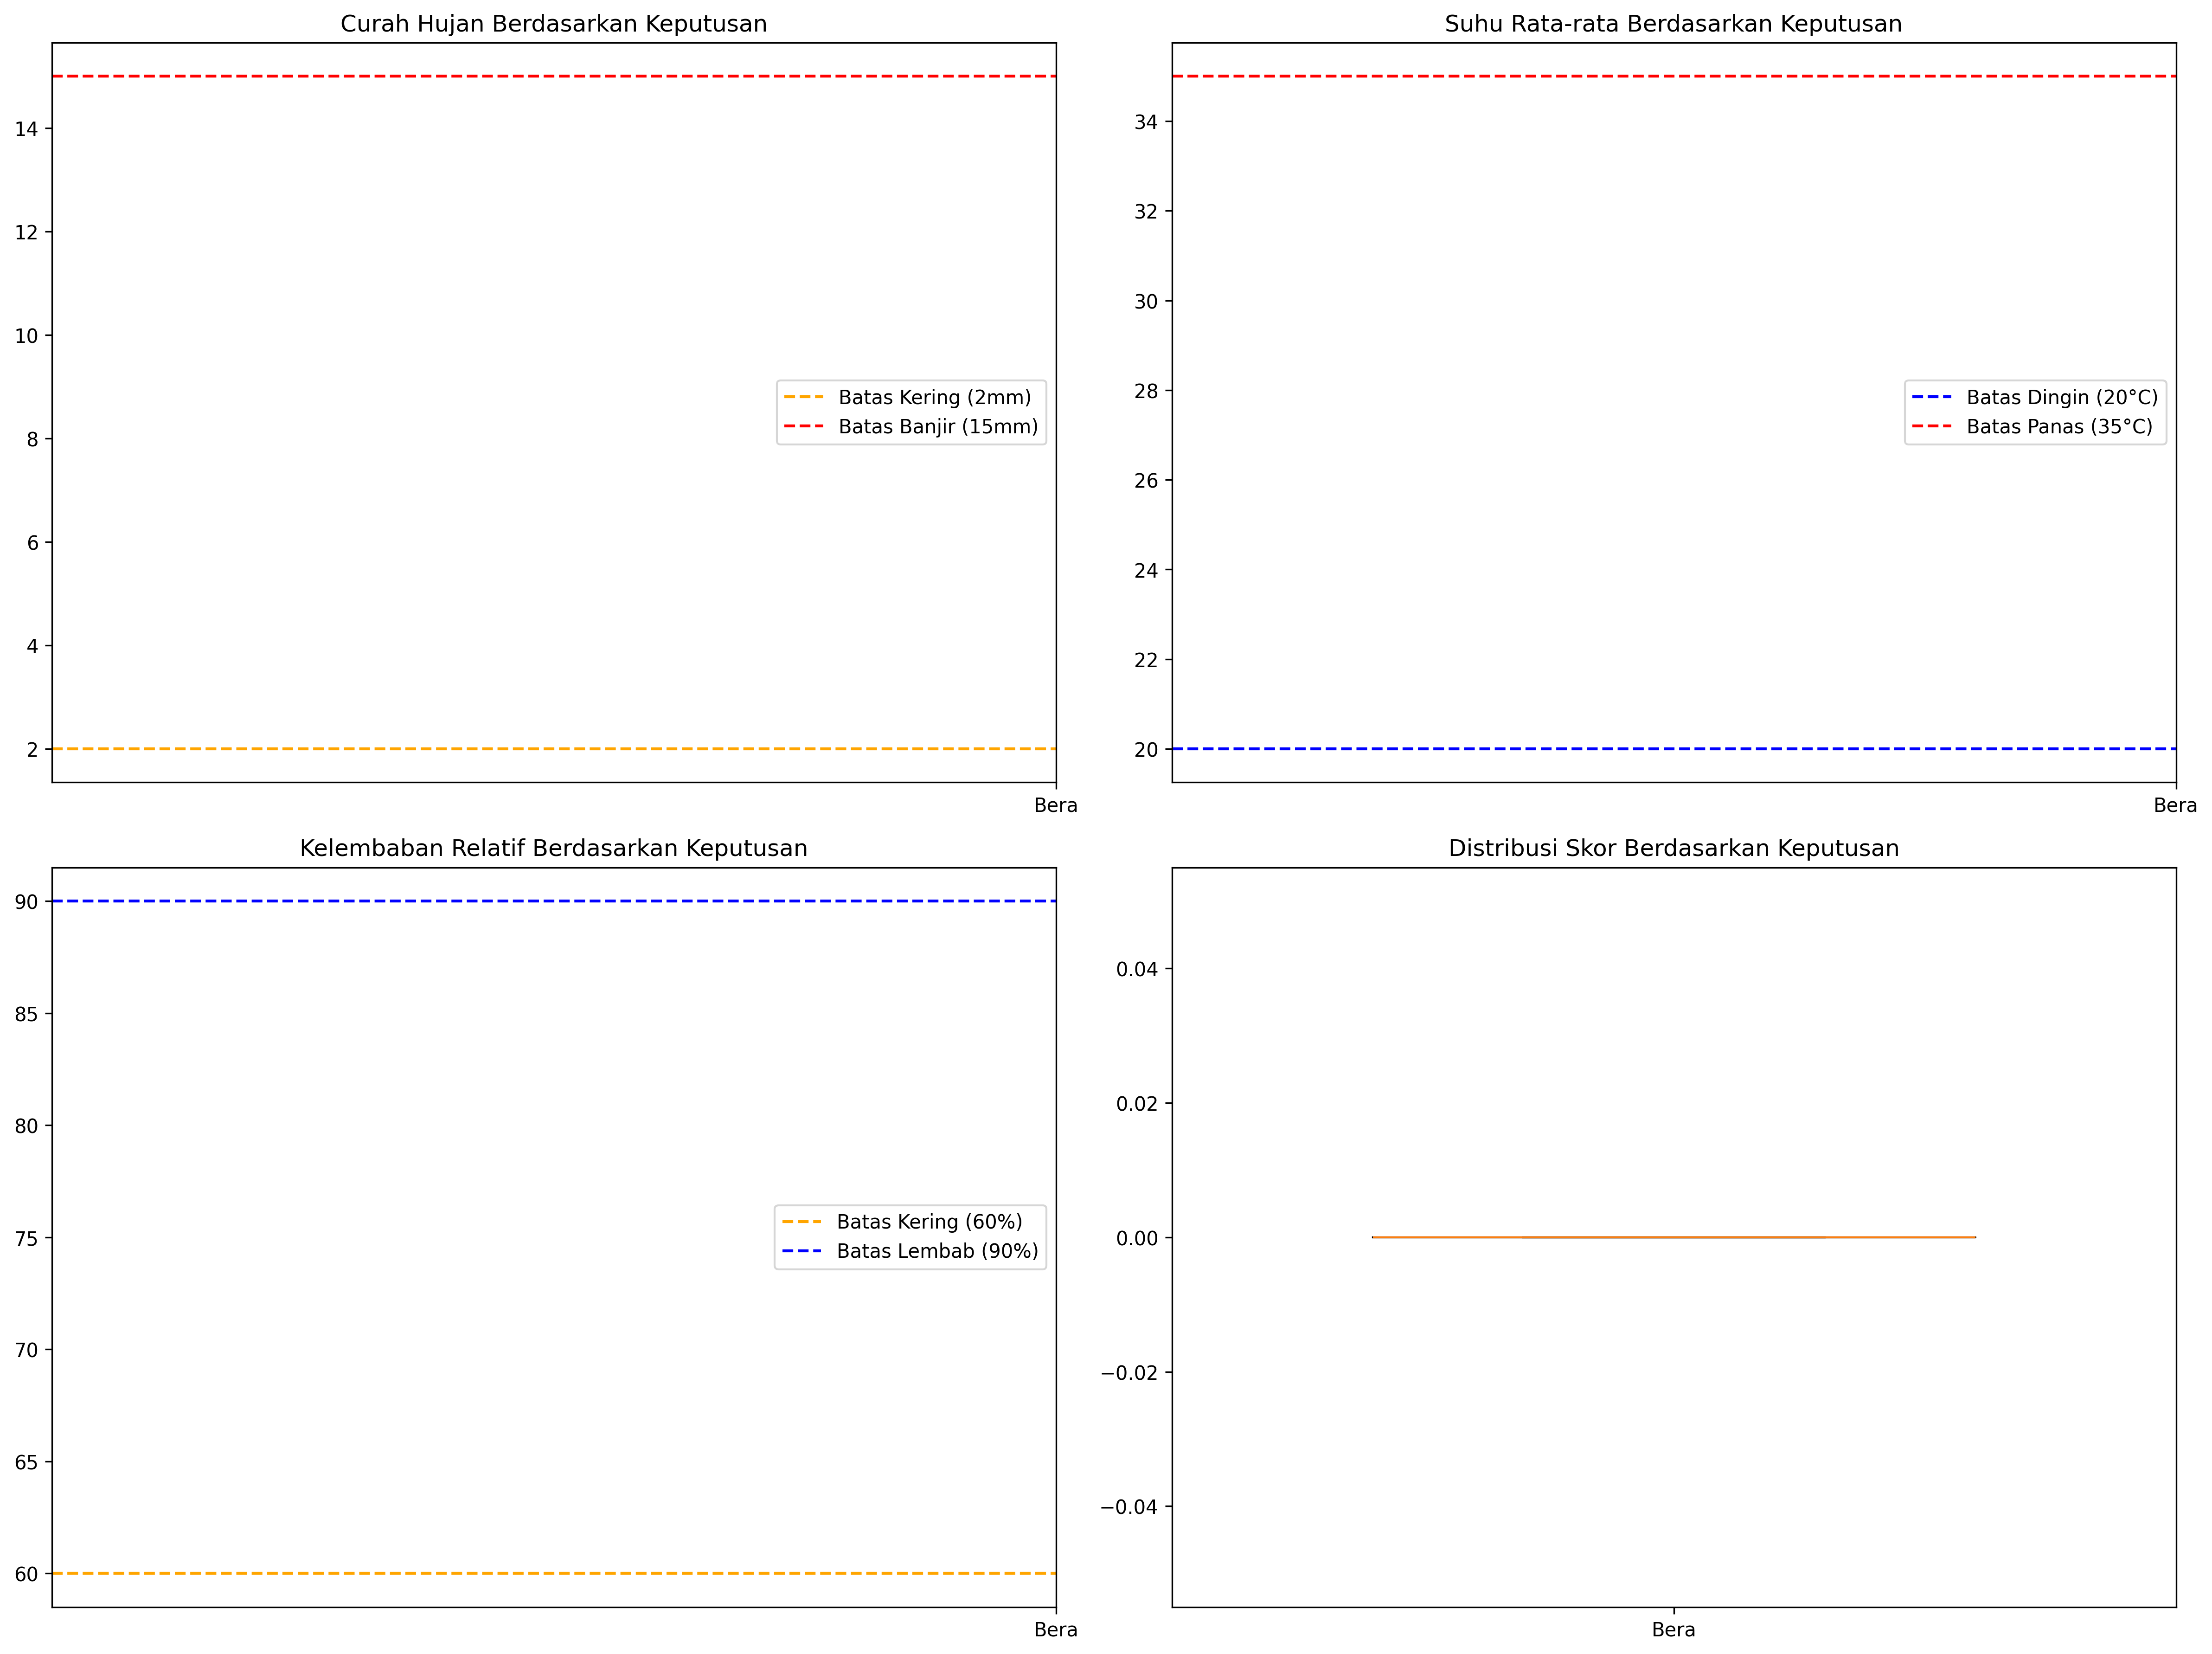 Curah Hujan Berdasarkan Keputusan
14
12
10
8
6
4
2
Batas Kering (2mm)
Batas Banjir (15mm)
Bera
Suhu Rata-rata Berdasarkan Keputusan
34
32
30
28
26
24
22
20
Batas Dingin (20°C)
Batas Panas (35°C)
Bera
Kelembaban Relatif Berdasarkan Keputusan
90
85
80
75
70
65
60
Batas Kering (60%)
Batas Lembab (90%)
Bera
Distribusi Skor Berdasarkan Keputusan
0.04
0.02
0.00
−0.02
−0.04
Bera